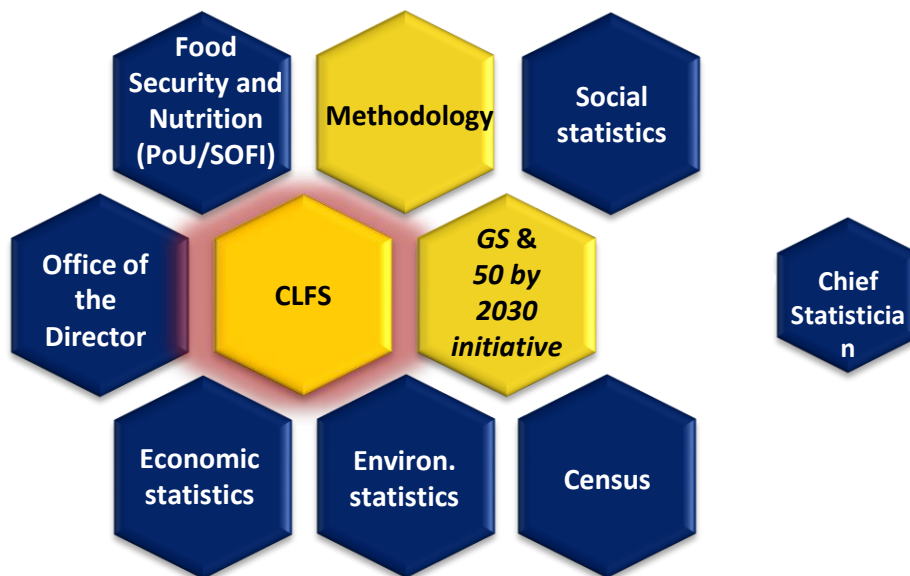 Food
Security and
Nutrition
(PoU/SOFI)
Methodology
Social
statistics
Office of
the
Director
CLFS
GS &
50 by
2030
initiative
Chief
Statisticia
n
Economic
statistics
Environ.
statistics
Census